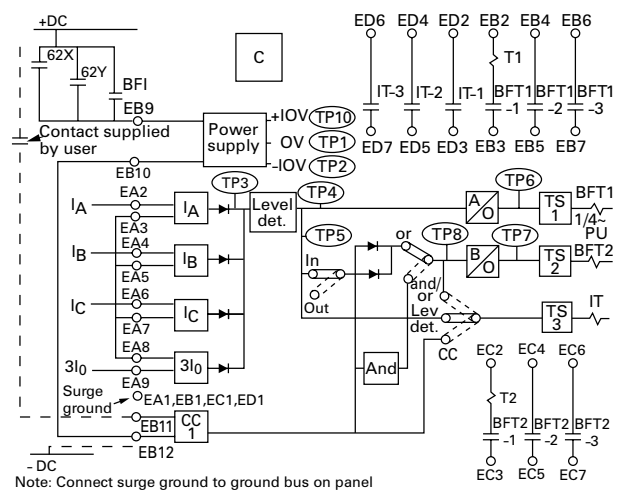 +DC
62X
62Y
BFI
EB9
Contact supplied
by user
EB10
C
Power
supply
+IOV
TP10
OV
TP1
-IOV
TP2
ED6
ED4
ED2
EB2
EB4
EB6
T1
IT-3
IT-2
IT-1
BFT1
-1
BFT1
-2
BFT1
-3
ED7
ED5
ED3
EB3
EB5
EB7
IA
EA2
EA3
IA
TP3
Level
det.
TP4
TP5
In
Out
or
and/
or
Lev
det.
CC
TP8
A
O
TP6
TS
1
BFT1
1/4~
PU
B
O
TP7
TS
2
BFT2
IB
EA4
EA5
IB
IC
EA6
EA7
IC
TS
3
IT
3I0
EA8
EA9
3I0
And
Surge
ground
EA1,EB1,EC1,ED1
EB11
CC
1
EB12
- DC
EC2
EC4
EC6
T2
BFT2
-1
BFT2
-2
BFT2
-3
EC3
EC5
EC7
Note: Connect surge ground to ground bus on panel